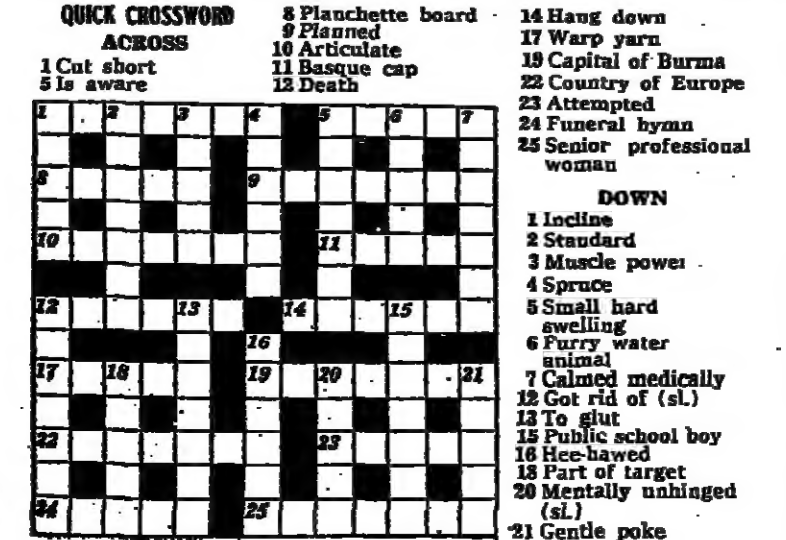 QUICK CROSSWORD
ACROSS
1 Cut short
5 Is aware
8 Planchette board
9 Planned
10 Articulate
11 Basque cap
12 Death
14 Hang down
17 Warp yarn
19 Capital of Burma
22 Country of Europe
23 Attempted
24 Funeral hymn
25 Senior professional
woman
DOWN
1 Incline
2 Standard
3 Muscle power
4 Spruce
5 Small hard
swelling
6 Furry water
animal
7 Calmed medically
12 Got rid of (sl.)
13 To glut
15 Public school boy
16 Hee-hawed
18 Part of target
20 Mentally unhinged
(sl.)
21 Gentle poke
1 2 3 4 5 6 7
8 9
10 11
12 13 14 15
16
17 18 19 20 21
22 23
24 25